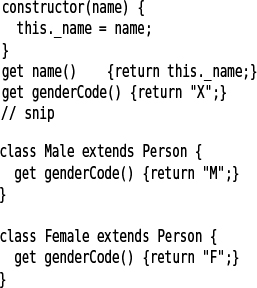 constructor(name) {
  this._name = name;
}
get name()    {return this._name;}
get genderCode() {return "X";}
// snip

class Male extends Person {
  get genderCode() {return "M";}
}

class Female extends Person {
  get genderCode() {return "F";}
}